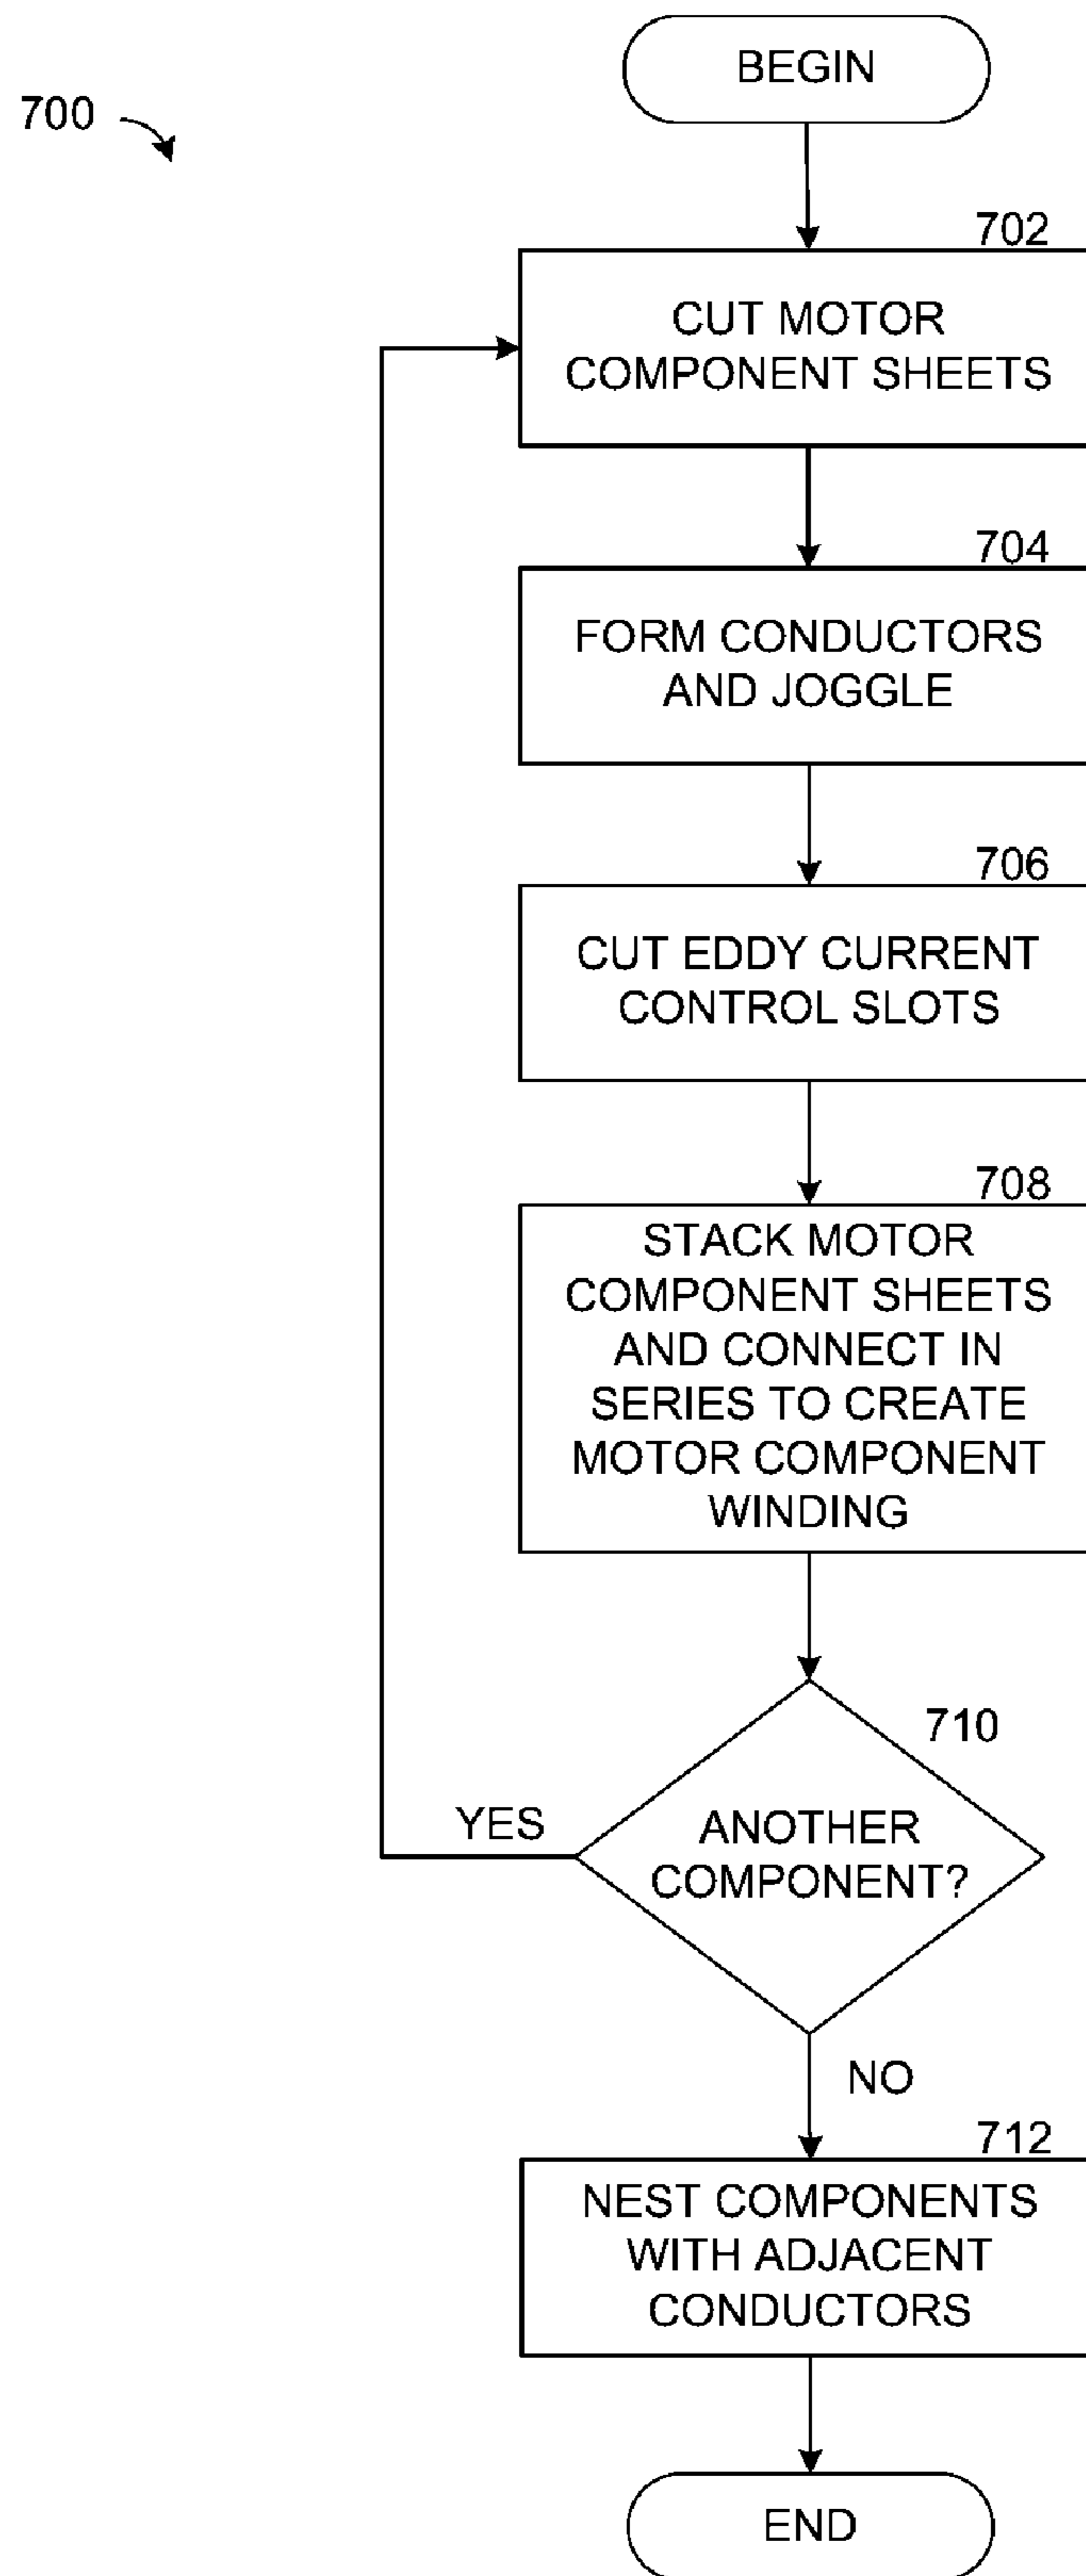 BEGIN
700
702
CUT MOTOR
COMPONENT SHEETS
704
FORM CONDUCTORS
AND JOGGLE
706
CUT EDDY CURRENT
CONTROL SLOTS
708
STACK MOTOR
COMPONENT SHEETS
AND CONNECT IN
SERIES TO CREATE
MOTOR COMPONENT
WINDING
710
YES
ANOTHER
COMPONENT?
NO
712
NEST COMPONENTS
WITH ADJACENT
CONDUCTORS
END